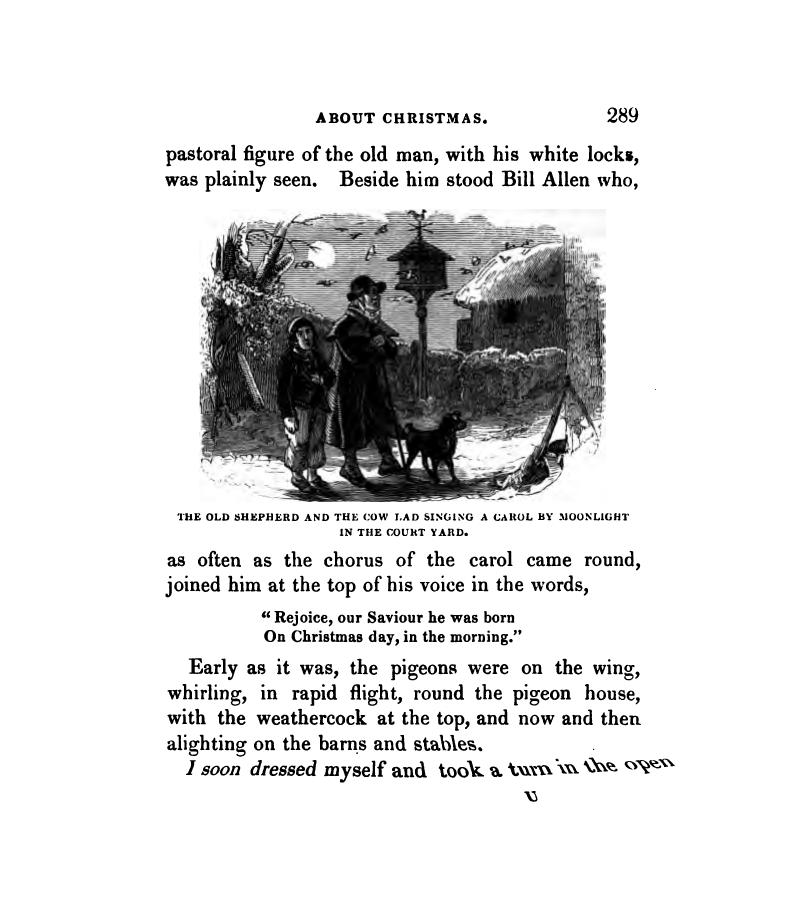 ABOUT CHRISTMAS. 289
pastoral figure of the old man, with his white locks,
was plainly seen. Beside him stood Bill Allen who,
THE OLD SHEPHERD AND THE COW LAD SINGING A CAROL BY MOONLIGHT
IN THE COURT YARD.
as often as the chorus of the carol came round,
joined him at the top of his voice in the words,
“Rejoice, our Saviour he was born
On Christmas day, in the morning.”
Early as it was, the pigeons were on the wing,
whirling, in rapid flight, round the pigeon house,
with the weathercock at the top, and now and then
alighting on the barns and stables.
I soon dressed myself and took a turn in the open
U